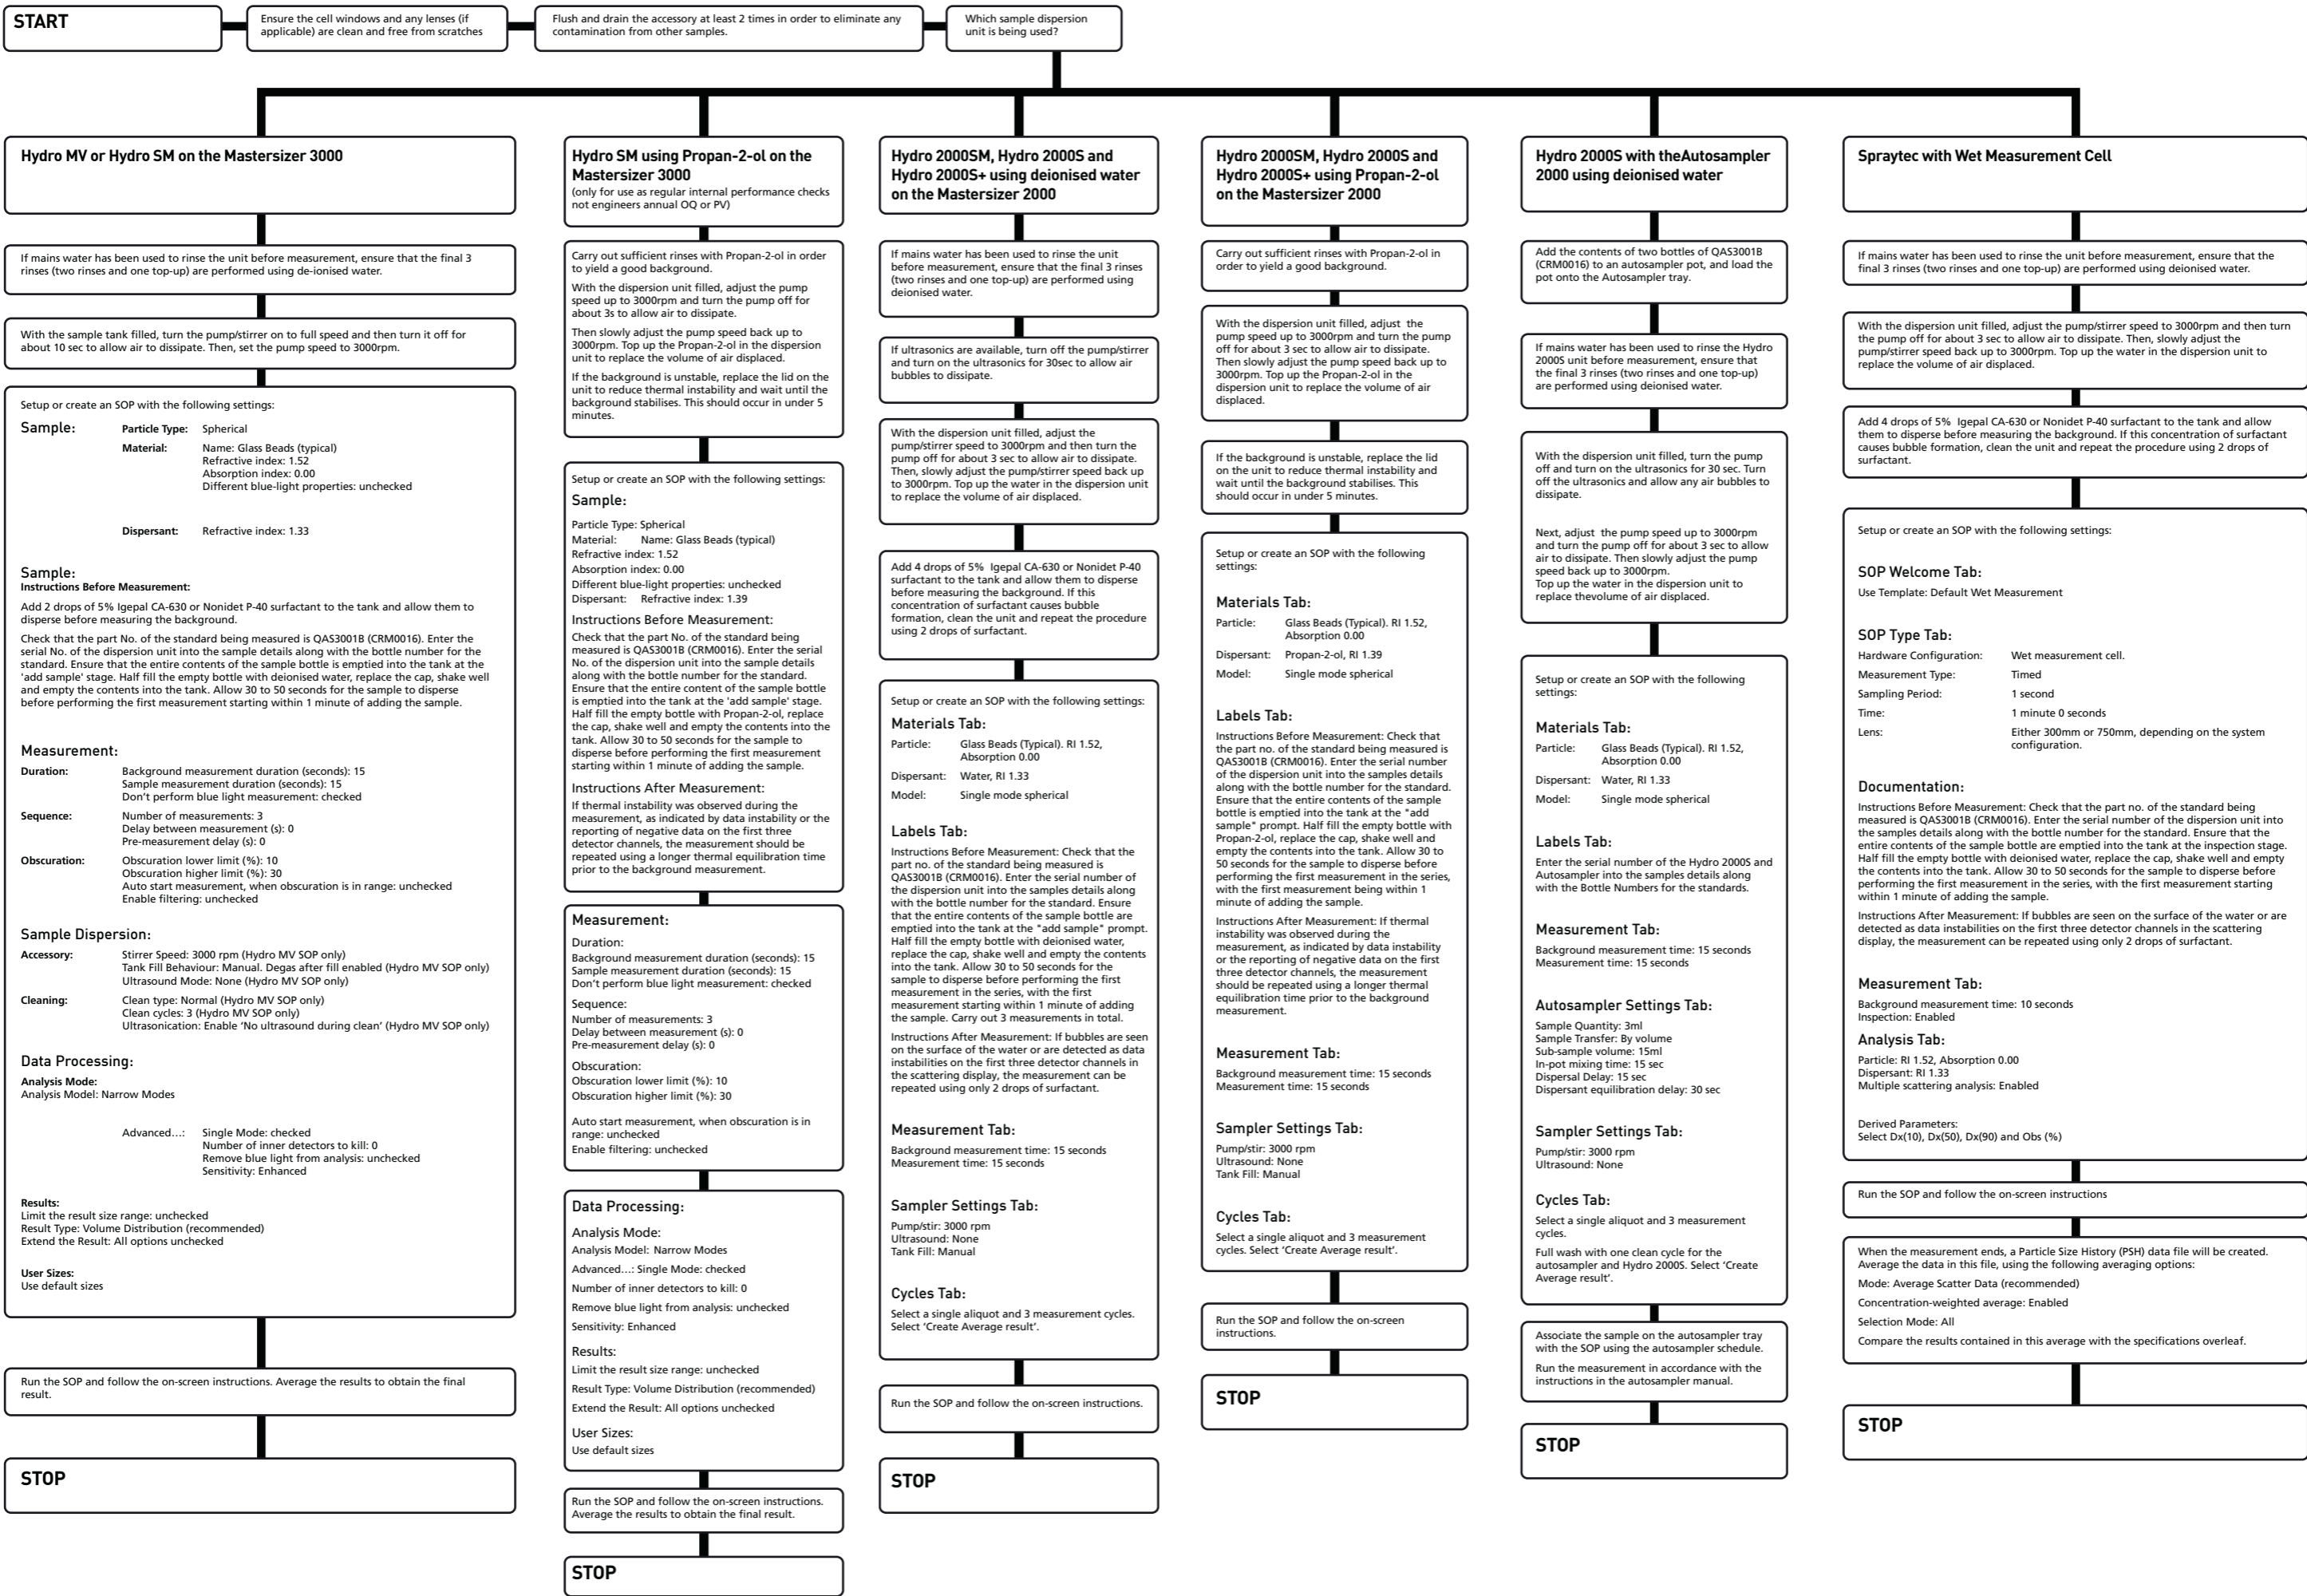 START
Ensure the cell windows and any lenses (if
applicable) are clean and free from scratches
Flush and drain the accessory at least 2 times in order to eliminate any
contamination from other samples.
Which sample dispersion
unit is being used?
Hydro MV or Hydro SM on the Mastersizer 3000
If mains water has been used to rinse the unit before measurement, ensure that the final 3
rinses (two rinses and one top-up) are performed using de-ionised water.
With the sample tank filled, turn the pump/stirrer on to full speed and then turn it off for
about 10 sec to allow air to dissipate. Then, set the pump speed to 3000rpm.
Setup or create an SOP with the following settings:
Sample: Particle Type: Spherical
Material: Name: Glass Beads (typical)
Refractive index: 1.52
Absorption index: 0.00
Different blue-light properties: unchecked
Dispersant: Refractive index: 1.33
Sample:
Instructions Before Measurement:
Add 2 drops of 5% Igepal CA-630 or Nonidet P-40 surfactant to the tank and allow them to
disperse before measuring the background.
Check that the part No. of the standard being measured is QAS3001B (CRM0016). Enter the
serial No. of the dispersion unit into the sample details along with the bottle number for the
standard. Ensure that the entire contents of the sample bottle is emptied into the tank at the
'add sample' stage. Half fill the empty bottle with deionised water, replace the cap, shake well
and empty the contents into the tank. Allow 30 to 50 seconds for the sample to disperse
before performing the first measurement starting within 1 minute of adding the sample.
Measurement:
Duration: Background measurement duration (seconds): 15
Sample measurement duration (seconds): 15
Don't perform blue light measurement: checked
Sequence: Number of measurements: 3
Delay between measurement (s): 0
Pre-measurement delay (s): 0
Obscuration: Obscuration lower limit (%): 10
Obscuration higher limit (%): 30
Auto start measurement, when obscuration is in range: unchecked
Enable filtering: unchecked
Sample Dispersion:
Accessory: Stirrer Speed: 3000 rpm (Hydro MV SOP only)
Tank Fill Behaviour: Manual. Degas after fill enabled (Hydro MV SOP only)
Ultrasound Mode: None (Hydro MV SOP only)
Cleaning: Clean type: Normal (Hydro MV SOP only)
Clean cycles: 3 (Hydro MV SOP only)
Ultrasonication: Enable 'No ultrasound during clean' (Hydro MV SOP only)
Data Processing:
Analysis Mode:
Analysis Model: Narrow Modes
Advanced...: Single Mode: checked
Number of inner detectors to kill: 0
Remove blue light from analysis: unchecked
Sensitivity: Enhanced
Results:
Limit the result size range: unchecked
Result Type: Volume Distribution (recommended)
Extend the Result: All options unchecked
User Sizes:
Use default sizes
Run the SOP and follow the on-screen instructions. Average the results to obtain the final
result.
STOP
Hydro SM using Propan-2-ol on the
Mastersizer 3000
(only for use as regular internal performance checks
not engineers annual OQ or PV)
Carry out sufficient rinses with Propan-2-ol in order
to yield a good background.
With the dispersion unit filled, adjust the pump
speed up to 3000rpm and turn the pump off for
about 3s to allow air to dissipate.
Then slowly adjust the pump speed back up to
3000rpm. Top up the Propan-2-ol in the dispersion
unit to replace the volume of air displaced.
If the background is unstable, replace the lid on the
unit to reduce thermal instability and wait until the
background stabilises. This should occur in under 5
minutes.
Setup or create an SOP with the following settings:
Sample:
Particle Type: Spherical
Material: Name: Glass Beads (typical)
Refractive index: 1.52
Absorption index: 0.00
Different blue-light properties: unchecked
Dispersant: Refractive index: 1.39
Instructions Before Measurement:
Check that the part No. of the standard being
measured is QAS3001B (CRM0016). Enter the serial
No. of the dispersion unit into the sample details
along with the bottle number for the standard.
Ensure that the entire content of the sample bottle
is emptied into the tank at the 'add sample' stage.
Half fill the empty bottle with Propan-2-ol, replace
the cap, shake well and empty the contents into the
tank. Allow 30 to 50 seconds for the sample to
disperse before performing the first measurement
starting within 1 minute of adding the sample.
Instructions After Measurement:
If thermal instability was observed during the
measurement, as indicated by data instability or the
reporting of negative data on the first three
detector channels, the measurement should be
repeated using a longer thermal equilibration time
prior to the background measurement.
Measurement:
Duration:
Background measurement duration (seconds): 15
Sample measurement duration (seconds): 15
Don't perform blue light measurement: checked
Sequence:
Number of measurements: 3
Delay between measurement (s): 0
Pre-measurement delay (s): 0
Obscuration:
Obscuration lower limit (%): 10
Obscuration higher limit (%): 30
Auto start measurement, when obscuration is in
range: unchecked
Enable filtering: unchecked
Data Processing:
Analysis Mode:
Analysis Model: Narrow Modes
Advanced...: Single Mode: checked
Number of inner detectors to kill: 0
Remove blue light from analysis: unchecked
Sensitivity: Enhanced
Results:
Limit the result size range: unchecked
Result Type: Volume Distribution (recommended)
Extend the Result: All options unchecked
User Sizes:
Use default sizes
Run the SOP and follow the on-screen instructions.
Average the results to obtain the final result.
STOP
Hydro 2000SM, Hydro 2000S and
Hydro 2000S+ using deionised water
on the Mastersizer 2000
If mains water has been used to rinse the unit
before measurement, ensure that the final 3 rinses
(two rinses and one top-up) are performed using
deionised water.
If ultrasonics are available, turn off the pump/stirrer
and turn on the ultrasonics for 30sec to allow air
bubbles to dissipate.
With the dispersion unit filled, adjust the
pump/stirrer speed to 3000rpm and then turn the
pump off for about 3 sec to allow air to dissipate.
Then, slowly adjust the pump/stirrer speed back up
to 3000rpm. Top up the water in the dispersion unit
to replace the volume of air displaced.
Add 4 drops of 5% Igepal CA-630 or Nonidet P-40
surfactant to the tank and allow them to disperse
before measuring the background. If this
concentration of surfactant causes bubble
formation, clean the unit and repeat the procedure
using 2 drops of surfactant.
Setup or create an SOP with the following settings:
Materials Tab:
Particle: Glass Beads (Typical). RI 1.52,
Absorption 0.00
Dispersant: Water, RI 1.33
Model: Single mode spherical
Labels Tab:
Instructions Before Measurement: Check that the
part no. of the standard being measured is
QAS3001B (CRM0016). Enter the serial number of
the dispersion unit into the samples details along
with the bottle number for the standard. Ensure
that the entire contents of the sample bottle are
emptied into the tank at the "add sample" prompt.
Half fill the empty bottle with deionised water,
replace the cap, shake well and empty the contents
into the tank. Allow 30 to 50 seconds for the
sample to disperse before performing the first
measurement in the series, with the first
measurement starting within 1 minute of adding
the sample. Carry out 3 measurements in total.
Instructions After Measurement: If bubbles are seen
on the surface of the water or are detected as data
instabilities on the first three detector channels in
the scattering display, the measurement can be
repeated using only 2 drops of surfactant.
Measurement Tab:
Background measurement time: 15 seconds
Measurement time: 15 seconds
Sampler Settings Tab:
Pump/stir: 3000 rpm
Ultrasound: None
Tank Fill: Manual
Cycles Tab:
Select a single aliquot and 3 measurement cycles.
Select 'Create Average result'.
Run the SOP and follow the on-screen instructions.
STOP
Hydro 2000SM, Hydro 2000S and
Hydro 2000S+ using Propan-2-ol
on the Mastersizer 2000
Carry out sufficient rinses with Propan-2-ol in
order to yield a good background.
With the dispersion unit filled, adjust the
pump speed up to 3000rpm and turn the pump
off for about 3 sec to allow air to dissipate.
Then slowly adjust the pump speed back up to
3000rpm. Top up the Propan-2-ol in the
dispersion unit to replace the volume of air
displaced.
If the background is unstable, replace the lid
on the unit to reduce thermal instability and
wait until the background stabilises. This
should occur in under 5 minutes.
Setup or create an SOP with the following
settings:
Materials Tab:
Particle: Glass Beads (Typical). RI 1.52,
Absorption 0.00
Dispersant: Propan-2-ol, RI 1.39
Model: Single mode spherical
Labels Tab:
Instructions Before Measurement: Check that
the part no. of the standard being measured is
QAS3001B (CRM0016). Enter the serial number
of the dispersion unit into the samples details
along with the bottle number for the standard.
Ensure that the entire contents of the sample
bottle is emptied into the tank at the "add
sample" prompt. Half fill the empty bottle with
Propan-2-ol, replace the cap, shake well and
empty the contents into the tank. Allow 30 to
50 seconds for the sample to disperse before
performing the first measurement in the series,
with the first measurement being within 1
minute of adding the sample.
Instructions After Measurement: If thermal
instability was observed during the
measurement, as indicated by data instability
or the reporting of negative data on the first
three detector channels, the measurement
should be repeated using a longer thermal
equilibration time prior to the background
measurement.
Measurement Tab:
Background measurement time: 15 seconds
Measurement time: 15 seconds
Sampler Settings Tab:
Pump/stir: 3000 rpm
Ultrasound: None
Tank Fill: Manual
Cycles Tab:
Select a single aliquot and 3 measurement
cycles. Select 'Create Average result'.
Run the SOP and follow the on-screen
instructions.
STOP
Hydro 2000S with theAutosampler
2000 using deionised water
Add the contents of two bottles of QAS3001B
(CRM0016) to an autosampler pot, and load the
pot onto the Autosampler tray.
If mains water has been used to rinse the Hydro
2000S unit before measurement, ensure that
the final 3 rinses (two rinses and one top-up)
are performed using deionised water.
With the dispersion unit filled, turn the pump
off and turn on the ultrasonics for 30 sec. Turn
off the ultrasonics and allow any air bubbles to
dissipate.
Next, adjust the pump speed up to 3000rpm
and turn the pump off for about 3 sec to allow
air to dissipate. Then slowly adjust the pump
speed back up to 3000rpm.
Top up the water in the dispersion unit to
replace thevolume of air displaced.
Setup or create an SOP with the following
settings:
Materials Tab:
Particle: Glass Beads (Typical). RI 1.52,
Absorption 0.00
Dispersant: Water, RI 1.33
Model: Single mode spherical
Labels Tab:
Enter the serial number of the Hydro 2000S and
Autosampler into the samples details along
with the Bottle Numbers for the standards.
Measurement Tab:
Background measurement time: 15 seconds
Measurement time: 15 seconds
Autosampler Settings Tab:
Sample Quantity: 3ml
Sample Transfer: By volume
Sub-sample volume: 15ml
In-pot mixing time: 15 sec
Dispersal Delay: 15 sec
Dispersant equilibration delay: 30 sec
Sampler Settings Tab:
Pump/stir: 3000 rpm
Ultrasound: None
Cycles Tab:
Select a single aliquot and 3 measurement
cycles.
Full wash with one clean cycle for the
autosampler and Hydro 2000S. Select 'Create
Average result'.
Associate the sample on the autosampler tray
with the SOP using the autosampler schedule.
Run the measurement in accordance with the
instructions in the autosampler manual.
STOP
Spraytec with Wet Measurement Cell
If mains water has been used to rinse the unit before measurement, ensure that the
final 3 rinses (two rinses and one top-up) are performed using deionised water.
With the dispersion unit filled, adjust the pump/stirrer speed to 3000rpm and then turn
the pump off for about 3 sec to allow air to dissipate. Then, slowly adjust the
pump/stirrer speed back up to 3000rpm. Top up the water in the dispersion unit to
replace the volume of air displaced.
Add 4 drops of 5% Igepal CA-630 or Nonidet P-40 surfactant to the tank and allow
them to disperse before measuring the background. If this concentration of surfactant
causes bubble formation, clean the unit and repeat the procedure using 2 drops of
surfactant.
Setup or create an SOP with the following settings:
SOP Welcome Tab:
Use Template: Default Wet Measurement
SOP Type Tab:
Hardware Configuration: Wet measurement cell.
Measurement Type: Timed
Sampling Period: 1 second
Time: 1 minute 0 seconds
Lens: Either 300mm or 750mm, depending on the system
configuration.
Documentation:
Instructions Before Measurement: Check that the part no. of the standard being
measured is QAS3001B (CRM0016). Enter the serial number of the dispersion unit into
the samples details along with the bottle number for the standard. Ensure that the
entire contents of the sample bottle are emptied into the tank at the inspection stage.
Half fill the empty bottle with deionised water, replace the cap, shake well and empty
the contents into the tank. Allow 30 to 50 seconds for the sample to disperse before
performing the first measurement in the series, with the first measurement starting
within 1 minute of adding the sample.
Instructions After Measurement: If bubbles are seen on the surface of the water or are
detected as data instabilities on the first three detector channels in the scattering
display, the measurement can be repeated using only 2 drops of surfactant.
Measurement Tab:
Background measurement time: 10 seconds
Inspection: Enabled
Analysis Tab:
Particle: RI 1.52, Absorption 0.00
Dispersant: RI 1.33
Multiple scattering analysis: Enabled
Derived Parameters:
Select Dx(10), Dx(50), Dx(90) and Obs (%)
Run the SOP and follow the on-screen instructions
When the measurement ends, a Particle Size History (PSH) data file will be created.
Average the data in this file, using the following averaging options:
Mode: Average Scatter Data (recommended)
Concentration-weighted average: Enabled
Selection Mode: All
Compare the results contained in this average with the specifications overleaf.
STOP